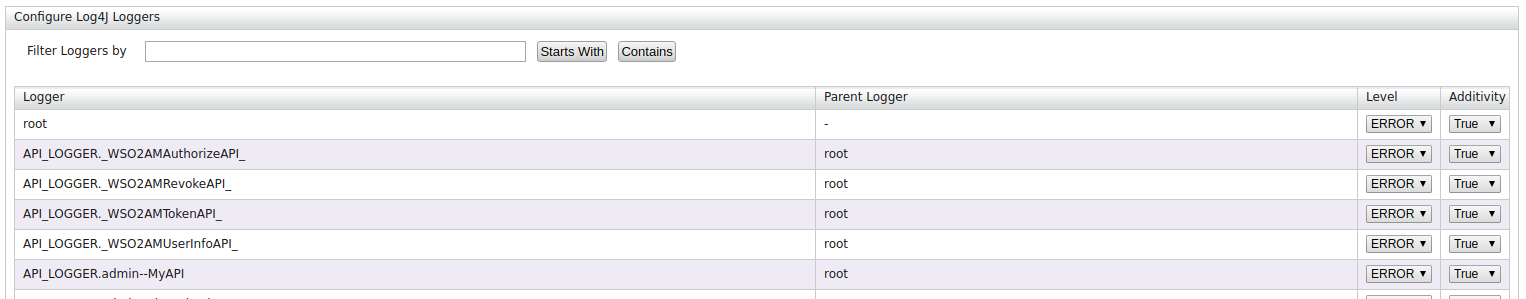 Configure Log4J Loggers
Filter Loggers by Starts With Contains
Logger Parent Logger Level Additivity
root - ERROR True
API_LOGGER._WSO2AMAuthorizeAPI_ root ERROR True
API_LOGGER._WSO2AMRevokeAPI_ root ERROR True
API_LOGGER._WSO2AMTokenAPI_ root ERROR True
API_LOGGER._WSO2AMUserInfoAPI_ root ERROR True
API_LOGGER.admin--MyAPI root ERROR True